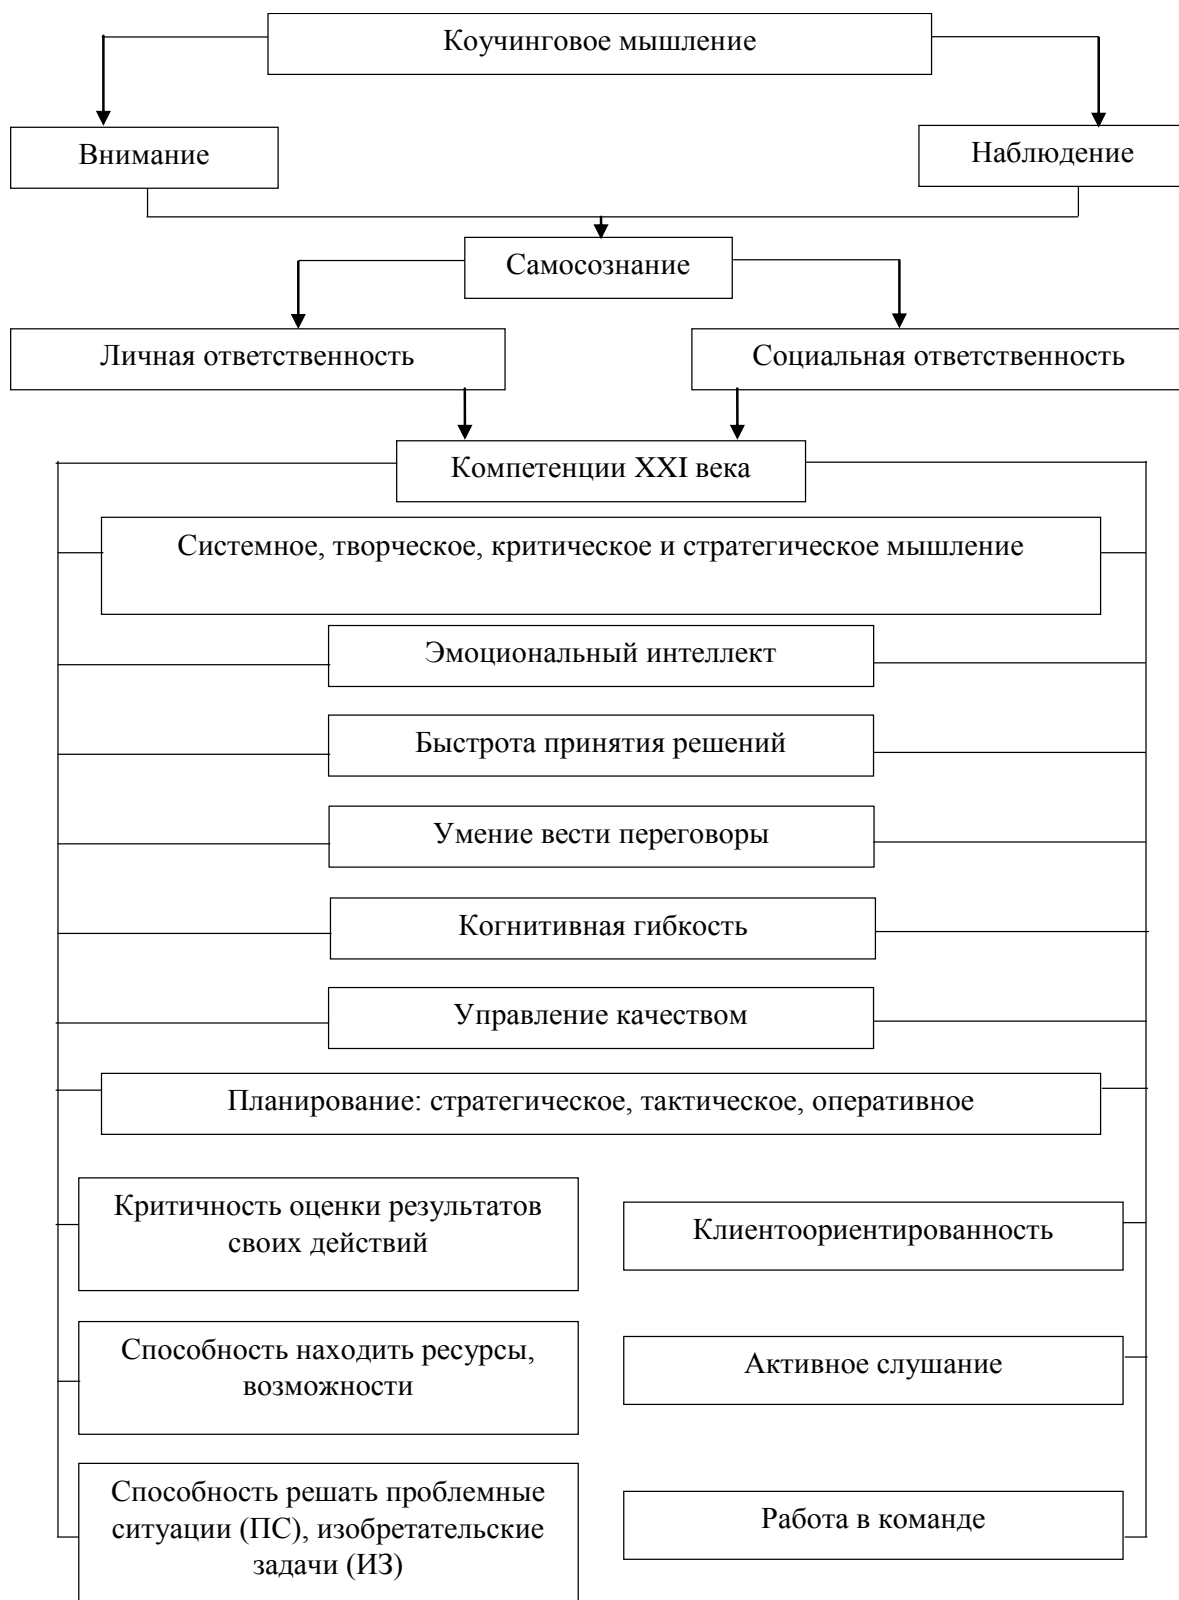 Коучинговое мышление
Внимание
Наблюдение
Самосознание
Личная ответственность
Социальная ответственность
Компетенции XXI века
Системное, творческое, критическое и стратегическое мышление
Эмоциональный интеллект
Быстрота принятия решений
Умение вести переговоры
Когнитивная гибкость
Управление качеством
Планирование: стратегическое, тактическое, оперативное
Критичность оценки результатов
своих действий
Клиентоориентированность
Способность находить ресурсы,
возможности
Активное слушание
Способность решать проблемные
ситуации (ПС), изобретательские
задачи (ИЗ)
Работа в команде